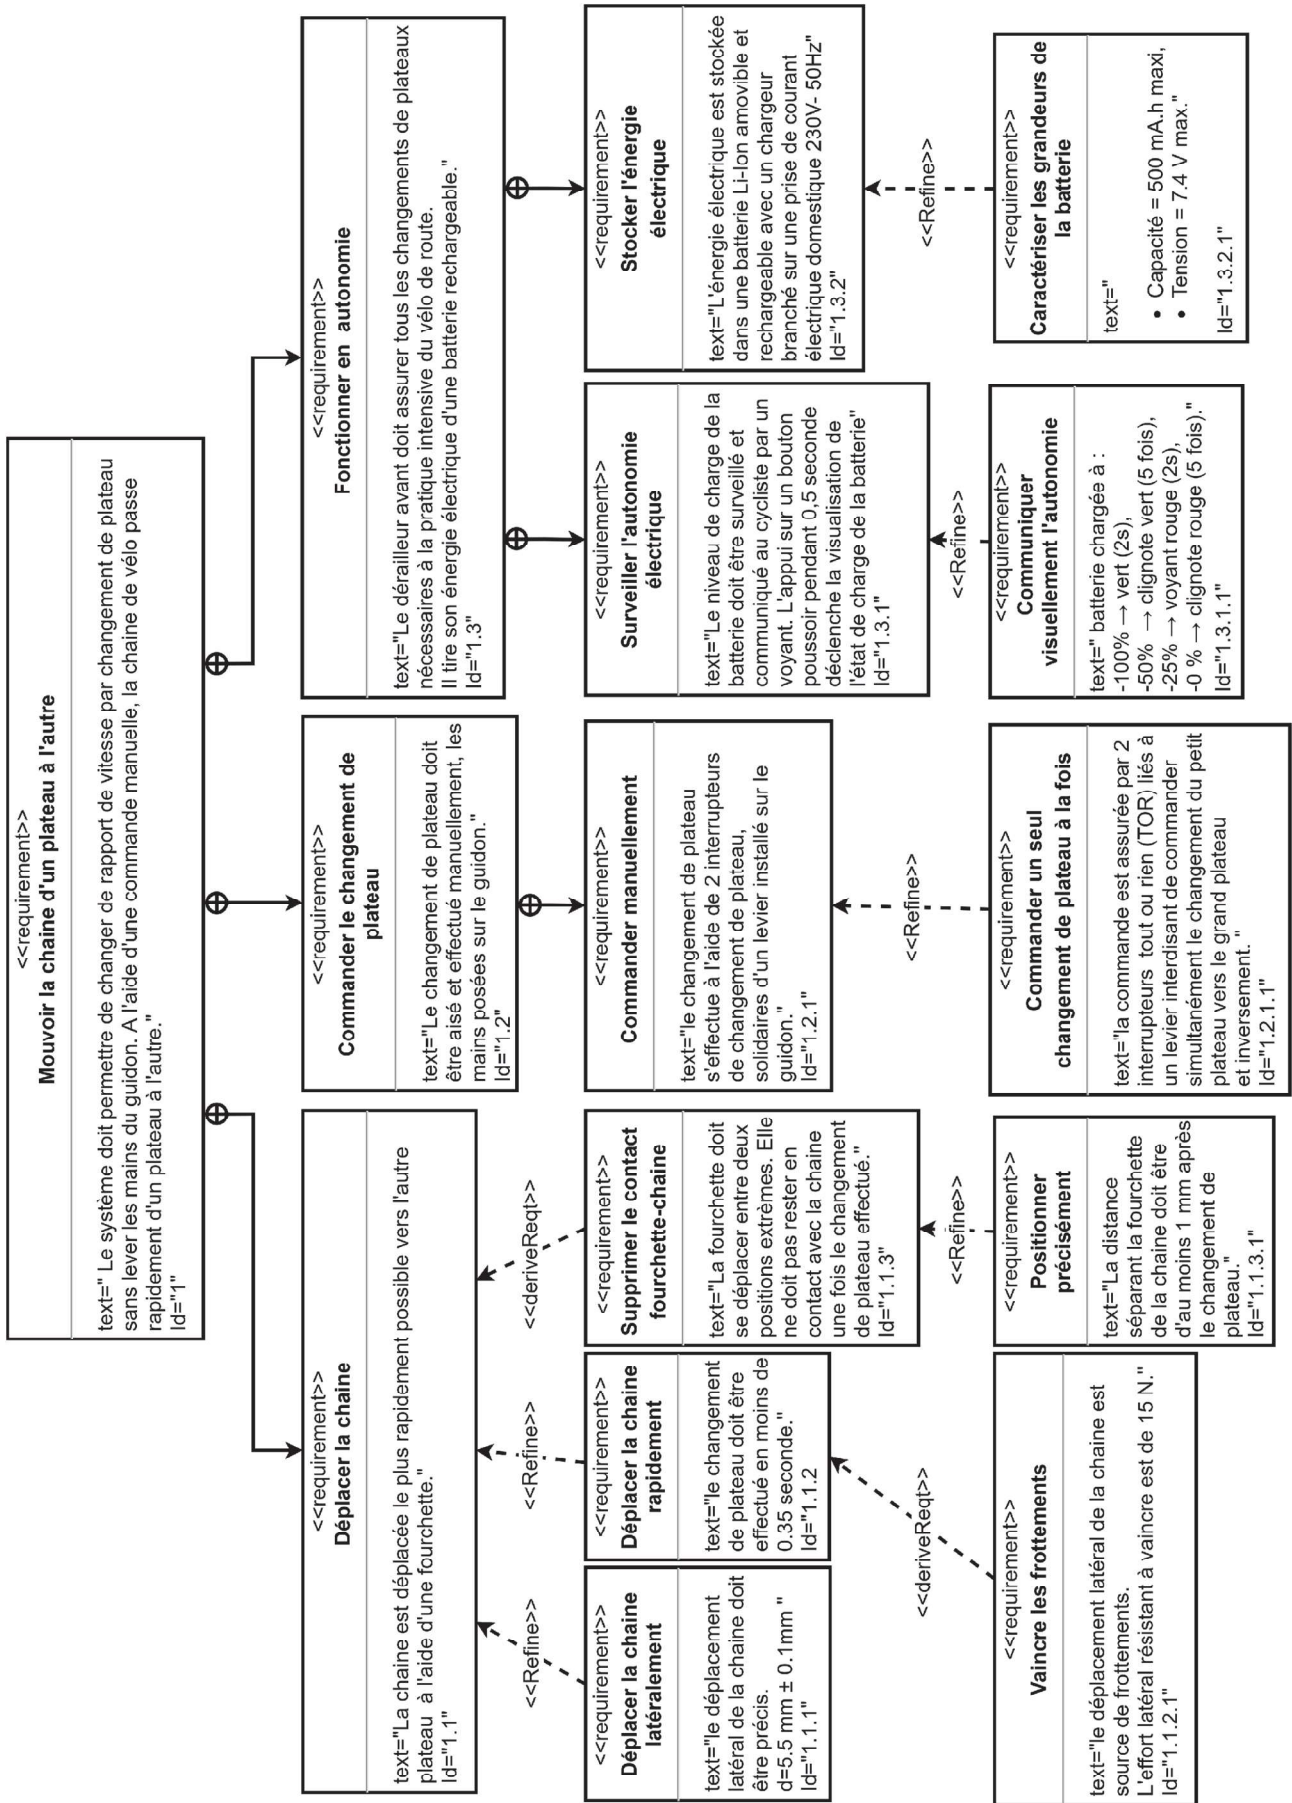 <<requirement>>
Mouvoir la chaine d'un plateau à l'autre
text=" Le système doit permettre de changer de rapport de vitesse par changement de plateau
sans lever les mains du guidon. A l'aide d'une commande manuelle, la chaine de vélo passe
rapidement d'un plateau à l'autre."
Id="1"
<<requirement>>
Déplacer la chaine
text="La chaine est déplacée le plus rapidement possible vers l'autre
plateau à l'aide d'une fourchette."
Id="1.1"
<<requirement>>
Commander le changement de
plateau
text="Le changement de plateau doit
être aisé et effectué manuellement, les
mains posées sur le guidon."
Id="1.2"
<<requirement>>
Fonctionner en autonomie
text="Le dérailleur avant doit assurer tous les changements de plateaux
nécessaires à la pratique intensive du vélo de route.
Il tire son énergie électrique d'une batterie rechargeable."
Id="1.3"
<<Refine>>
<<Refine>>
<<deriveReqt>>
<<requirement>>
Déplacer la chaine
latéralement
text="le déplacement
latéral de la chaine doit
être précis.
d=5.5 mm ± 0.1mm "
Id="1.1.1"
<<requirement>>
Déplacer la chaine
rapidement
text="le changement
de plateau doit être
effectué en moins de
0.35 seconde."
Id="1.1.2
<<requirement>>
Supprimer le contact
fourchette-chaine
text="La fourchette doit
se déplacer entre deux
positions extrêmes. Elle
ne doit pas rester en
contact avec la chaine
une fois le changement
de plateau effectué."
Id="1.1.3"
<<requirement>>
Commander manuellement
text="le changement de plateau
s'effectue à l'aide de 2 interrupteurs
de changement de plateau,
solidaires d'un levier installé sur le
guidon."
Id="1.2.1"
<<requirement>>
Surveiller l'autonomie
électrique
text="Le niveau de charge de la
batterie doit être surveillé et
communiqué au cycliste par un
voyant. L'appui sur un bouton
poussoir pendant 0,5 seconde
déclenche la visualisation de
l'état de charge de la batterie"
Id="1.3.1"
<<requirement>>
Stocker l'énergie
électrique
text="L'énergie électrique est stockée
dans une batterie Li-Ion amovible et
rechargeable avec un chargeur
branché sur une prise de courant
électrique domestique 230V- 50Hz"
Id="1.3.2"
<<deriveReqt>>
<<Refine>>
<<Refine>>
<<Refine>>
<<Refine>>
<<requirement>>
Vaincre les frottements
text="le déplacement latéral de la chaine est
source de frottements.
L'effort latéral résistant à vaincre est de 15 N."
Id="1.1.2.1"
<<requirement>>
Positionner
précisément
text="La distance
séparant la fourchette
de la chaine doit être
d'au moins 1 mm après
le changement de
plateau."
Id="1.1.3.1"
<<requirement>>
Commander un seul
changement de plateau à la fois
text="la commande est assurée par 2
interrupteurs tout ou rien (TOR) liés à
un levier interdisant de commander
simultanément le changement du petit
plateau vers le grand plateau
et inversement. "
Id="1.2.1.1"
<<requirement>>
Communiquer
visuellement l'autonomie
text=" batterie chargée à :
-100% → vert (2s),
-50% → clignote vert (5 fois),
-25% → voyant rouge (2s),
-0 % → clignote rouge (5 fois)."
Id="1.3.1.1"
<<requirement>>
Caractériser les grandeurs de
la batterie
text="
• Capacité = 500 mA.h maxi,
• Tension = 7.4 V max."
Id="1.3.2.1"